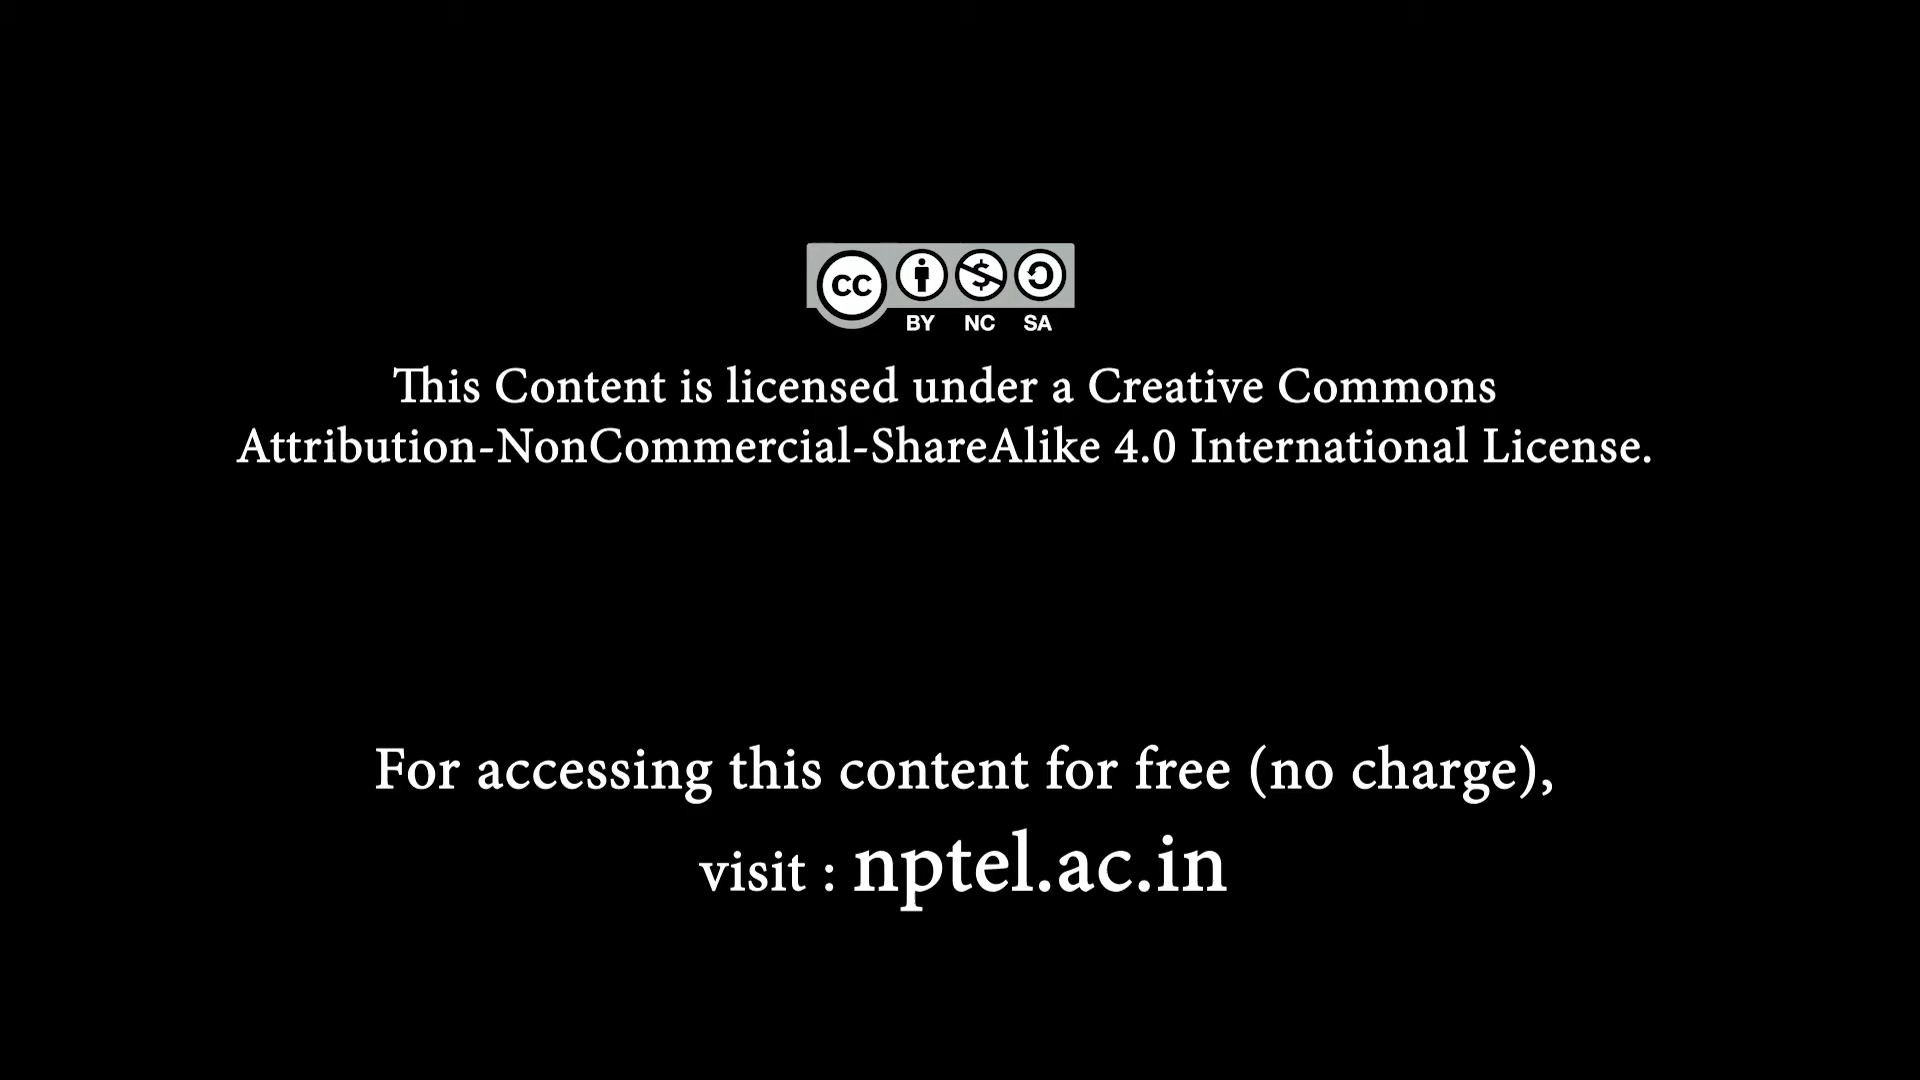 CC BY NC SA
This Content is licensed under a Creative Commons
Attribution-NonCommercial-ShareAlike 4.0 International License.
For accessing this content for free (no charge),
visit : nptel.ac.in